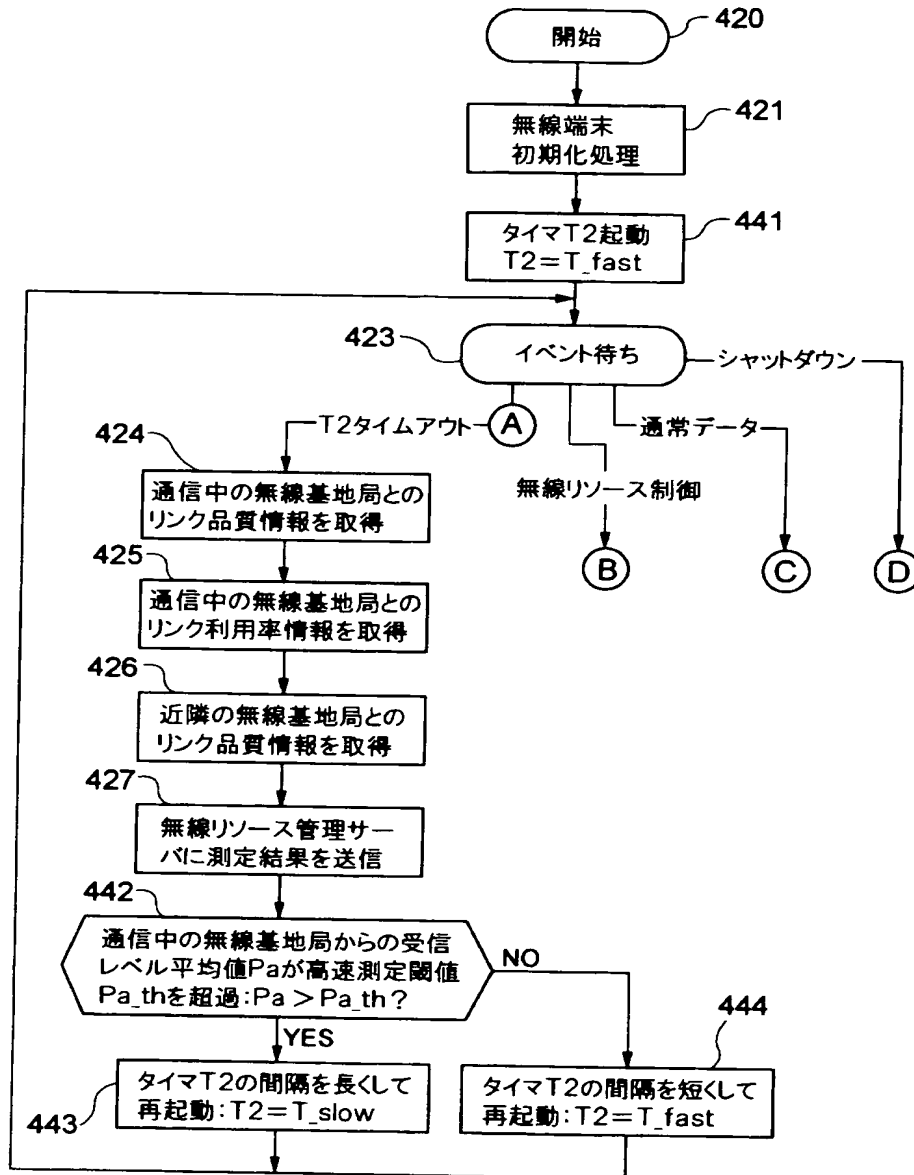 開始
420
無線端末
初期化処理
421
タイマT2起動
T2=T_fast
441
423
イベント待ち
シャットダウン
T2タイムアウト
A
通常データ
無線リソース制御
B
C
D
424
通信中の無線基地局との
リンク品質情報を取得
425
通信中の無線基地局との
リンク利用率情報を取得
426
近隣の無線基地局との
リンク品質情報を取得
427
無線リソース管理サー
バに測定結果を送信
442
通信中の無線基地局からの受信
レベル平均値Paが高速測定閾値
Pa_thを超過:Pa>Pa_th?
NO
YES
444
タイマT2の間隔を長くして
再起動:T2=T_slow
443
タイマT2の間隔を短くして
再起動:T2=T_fast